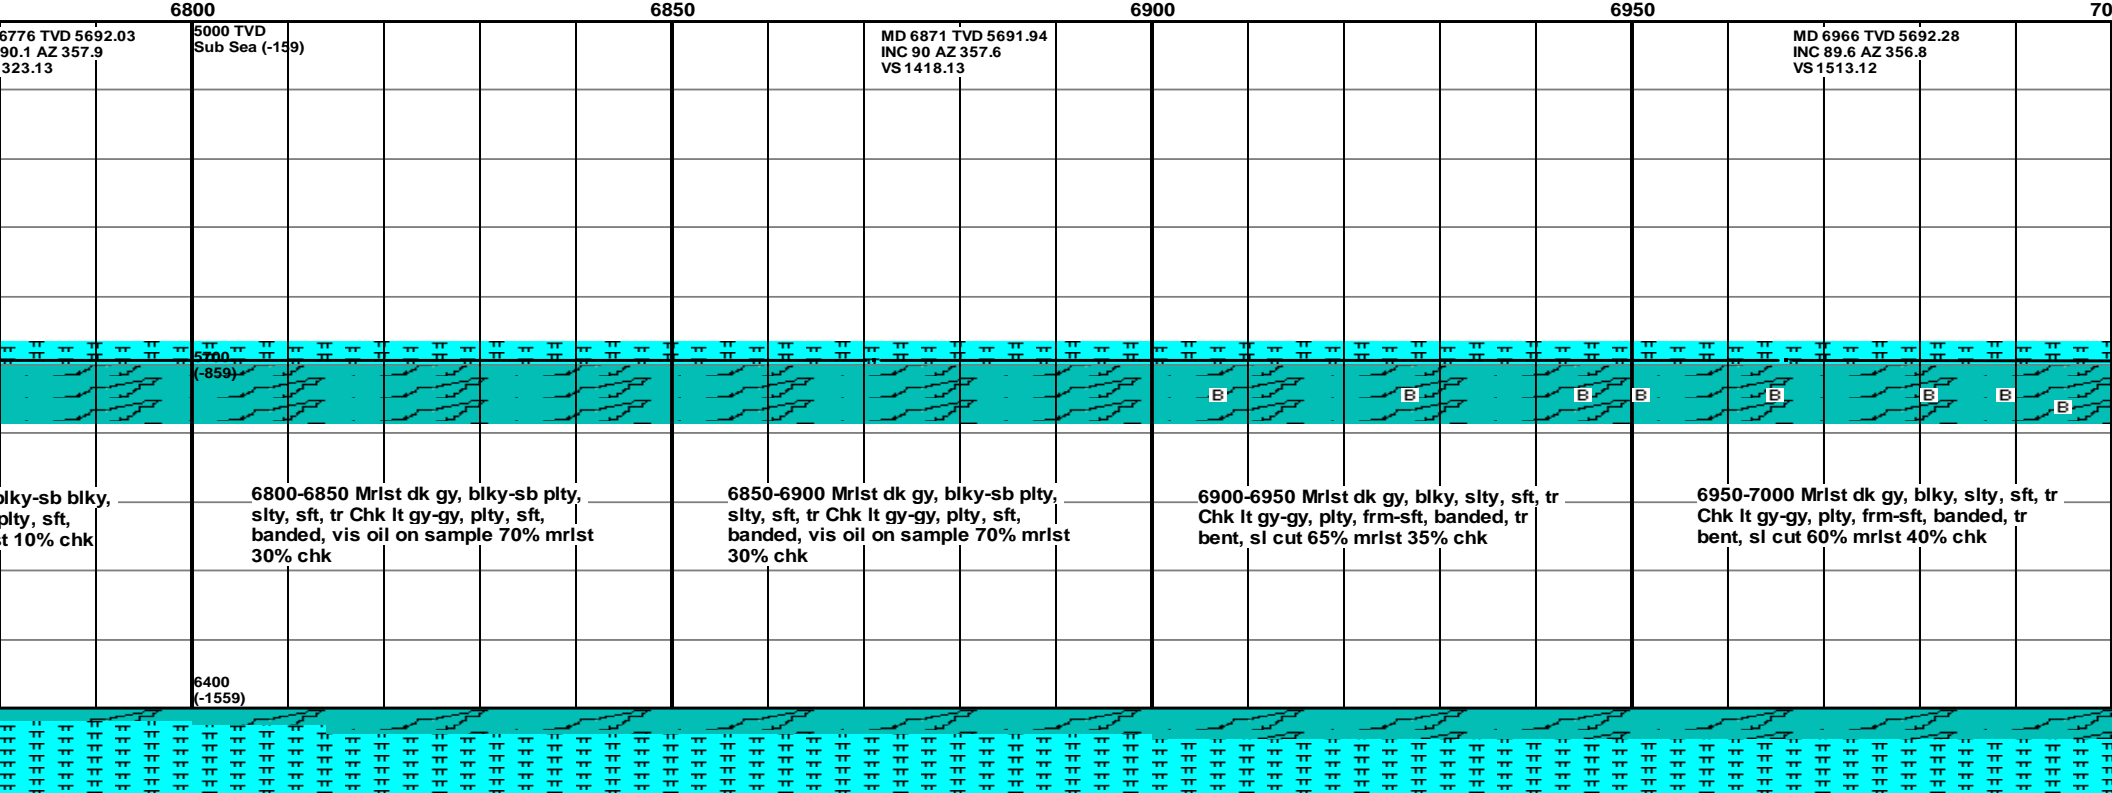 6800 6850 6900 6950 70
6776 TVD 5692.03
90.1 AZ 357.9
323.13
5000 TVD
Sub Sea (-159)
MD 6871 TVD 5691.94
INC 90 AZ 357.6
VS 1418.13
MD 6966 TVD 5692.28
INC 89.6 AZ 356.8
VS 1513.12
5700
(-859)
B B B B B B B B
blky-sb blky,
plty, sft,
t 10% chk
6800-6850 Mrlst dk gy, blky-sb plty,
slty, sft, tr Chk lt gy-gy, plty, sft,
banded, vis oil on sample 70% mrlst
30% chk
6850-6900 Mrlst dk gy, blky-sb plty,
slty, sft, tr Chk lt gy-gy, plty, sft,
banded, vis oil on sample 70% mrlst
30% chk
6900-6950 Mrlst dk gy, blky, slty, sft, tr
Chk lt gy-gy, plty, frm-sft, banded, tr
bent, sl cut 65% mrlst 35% chk
6950-7000 Mrlst dk gy, blky, slty, sft, tr
Chk lt gy-gy, plty, frm-sft, banded, tr
bent, sl cut 60% mrlst 40% chk
6400
(-1559)